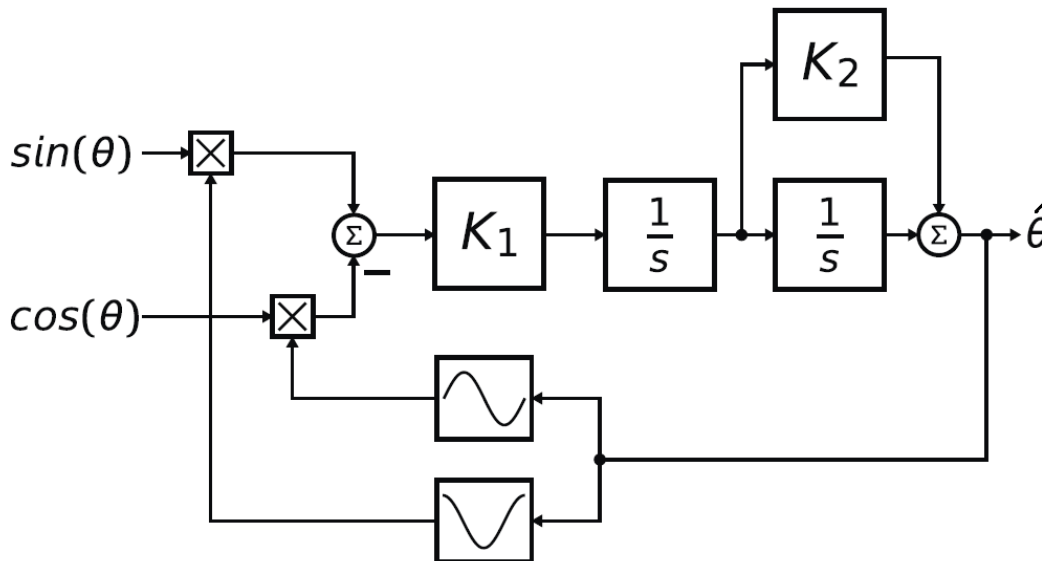 K₂
sin(θ)
Σ
K₁
1/s
1/s
Σ
θ̂
−
cos(θ)